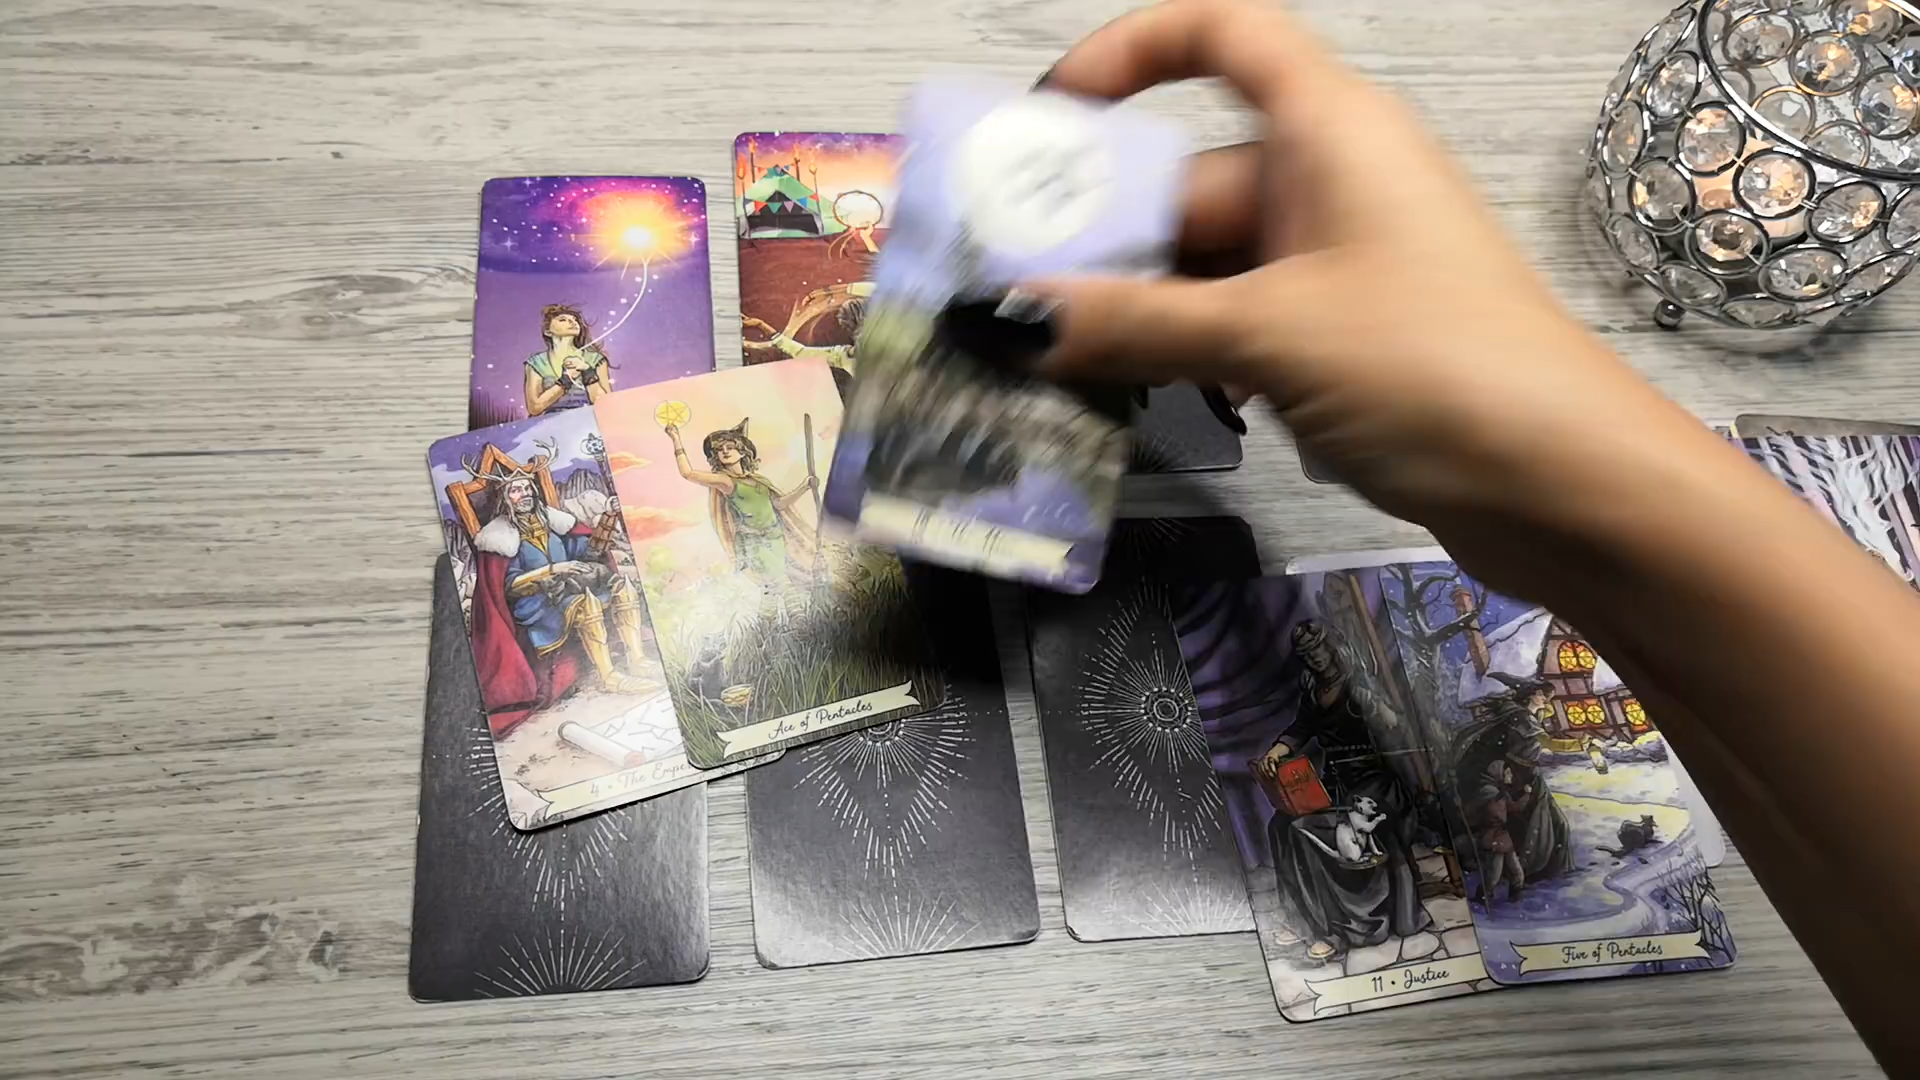 Ace of Pentacles
4 • The Empe
11 • Justice
Five of Pentacles